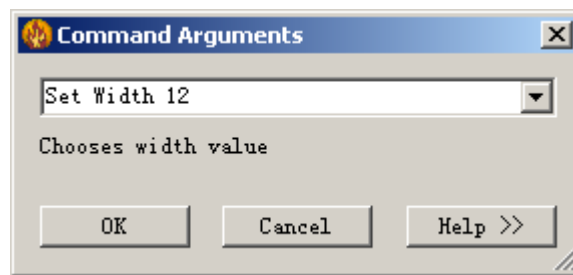 Command Arguments
Set Width 12
Chooses width value
OK Cancel Help >>